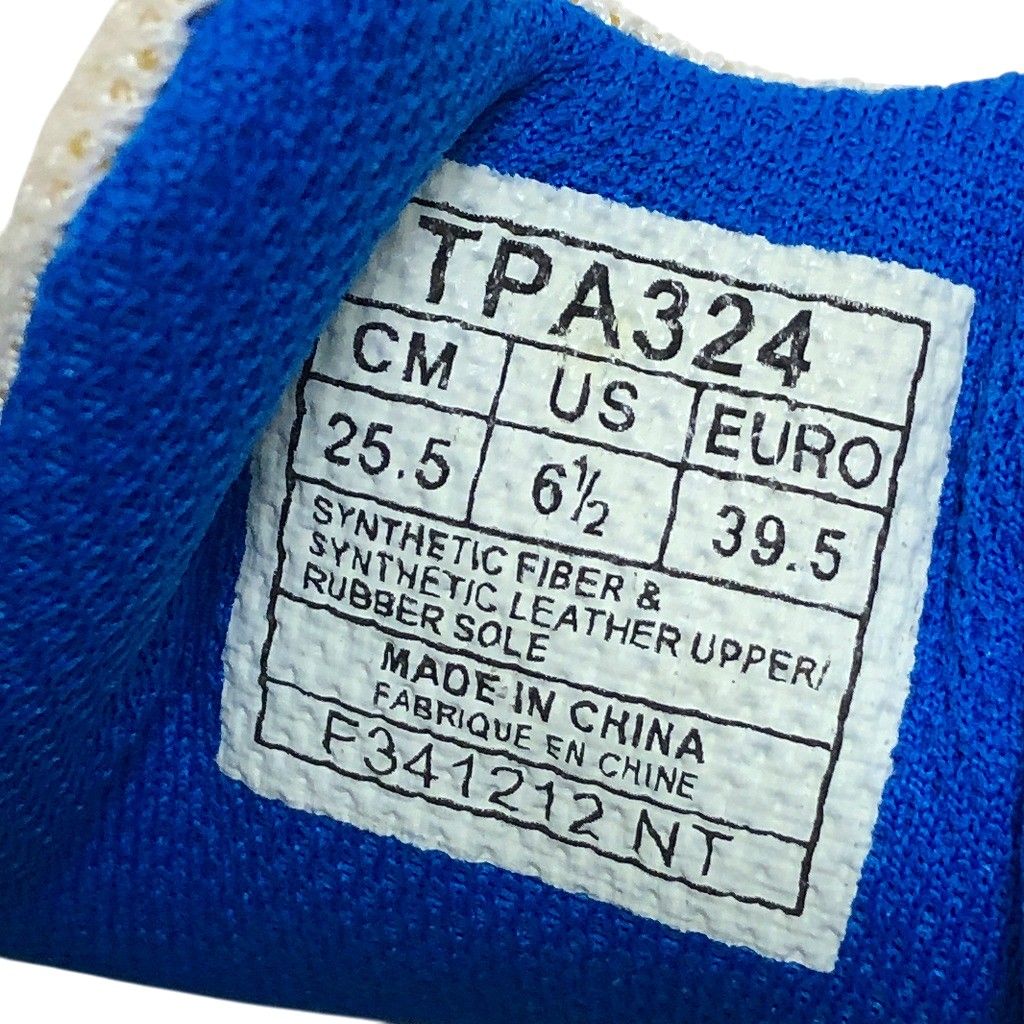 TPA324
CM US EURO
25.5 6½ 39.5
SYNTHETIC FIBER &
SYNTHETIC LEATHER UPPER/
RUBBER SOLE
MADE IN CHINA
FABRIQUE EN CHINE
F341212 NT